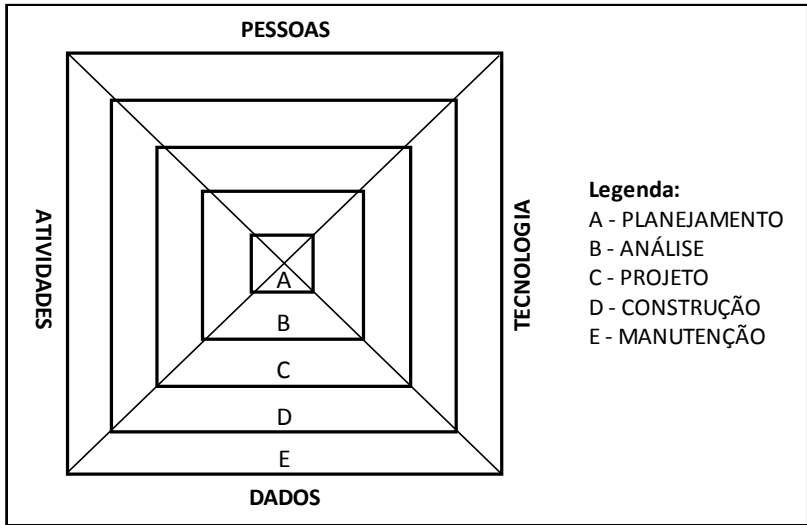 PESSOAS
ATIVIDADES
TECNOLOGIA
A
B
C
D
E
DADOS
Legenda:
A - PLANEJAMENTO
B - ANÁLISE
C - PROJETO
D - CONSTRUÇÃO
E - MANUTENÇÃO